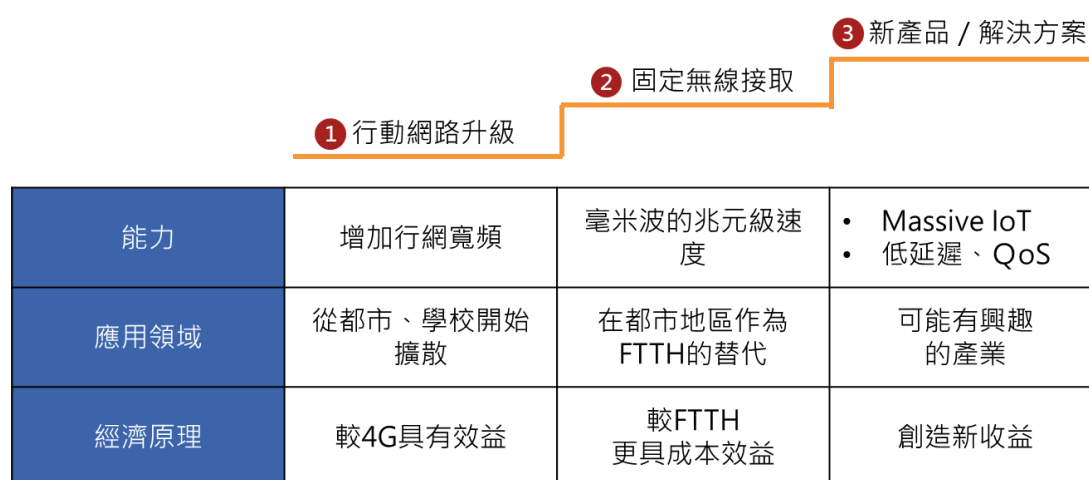 3 新產品 / 解決方案
2 固定無線接取
1 行動網路升級
能力
增加行網寬頻
毫米波的兆元級速
度
• Massive IoT
• 低延遲、QoS
應用領域
從都市、學校開始
擴散
在都市地區作為
FTTH的替代
可能有興趣
的產業
經濟原理
較4G具有效益
較FTTH
更具成本效益
創造新收益